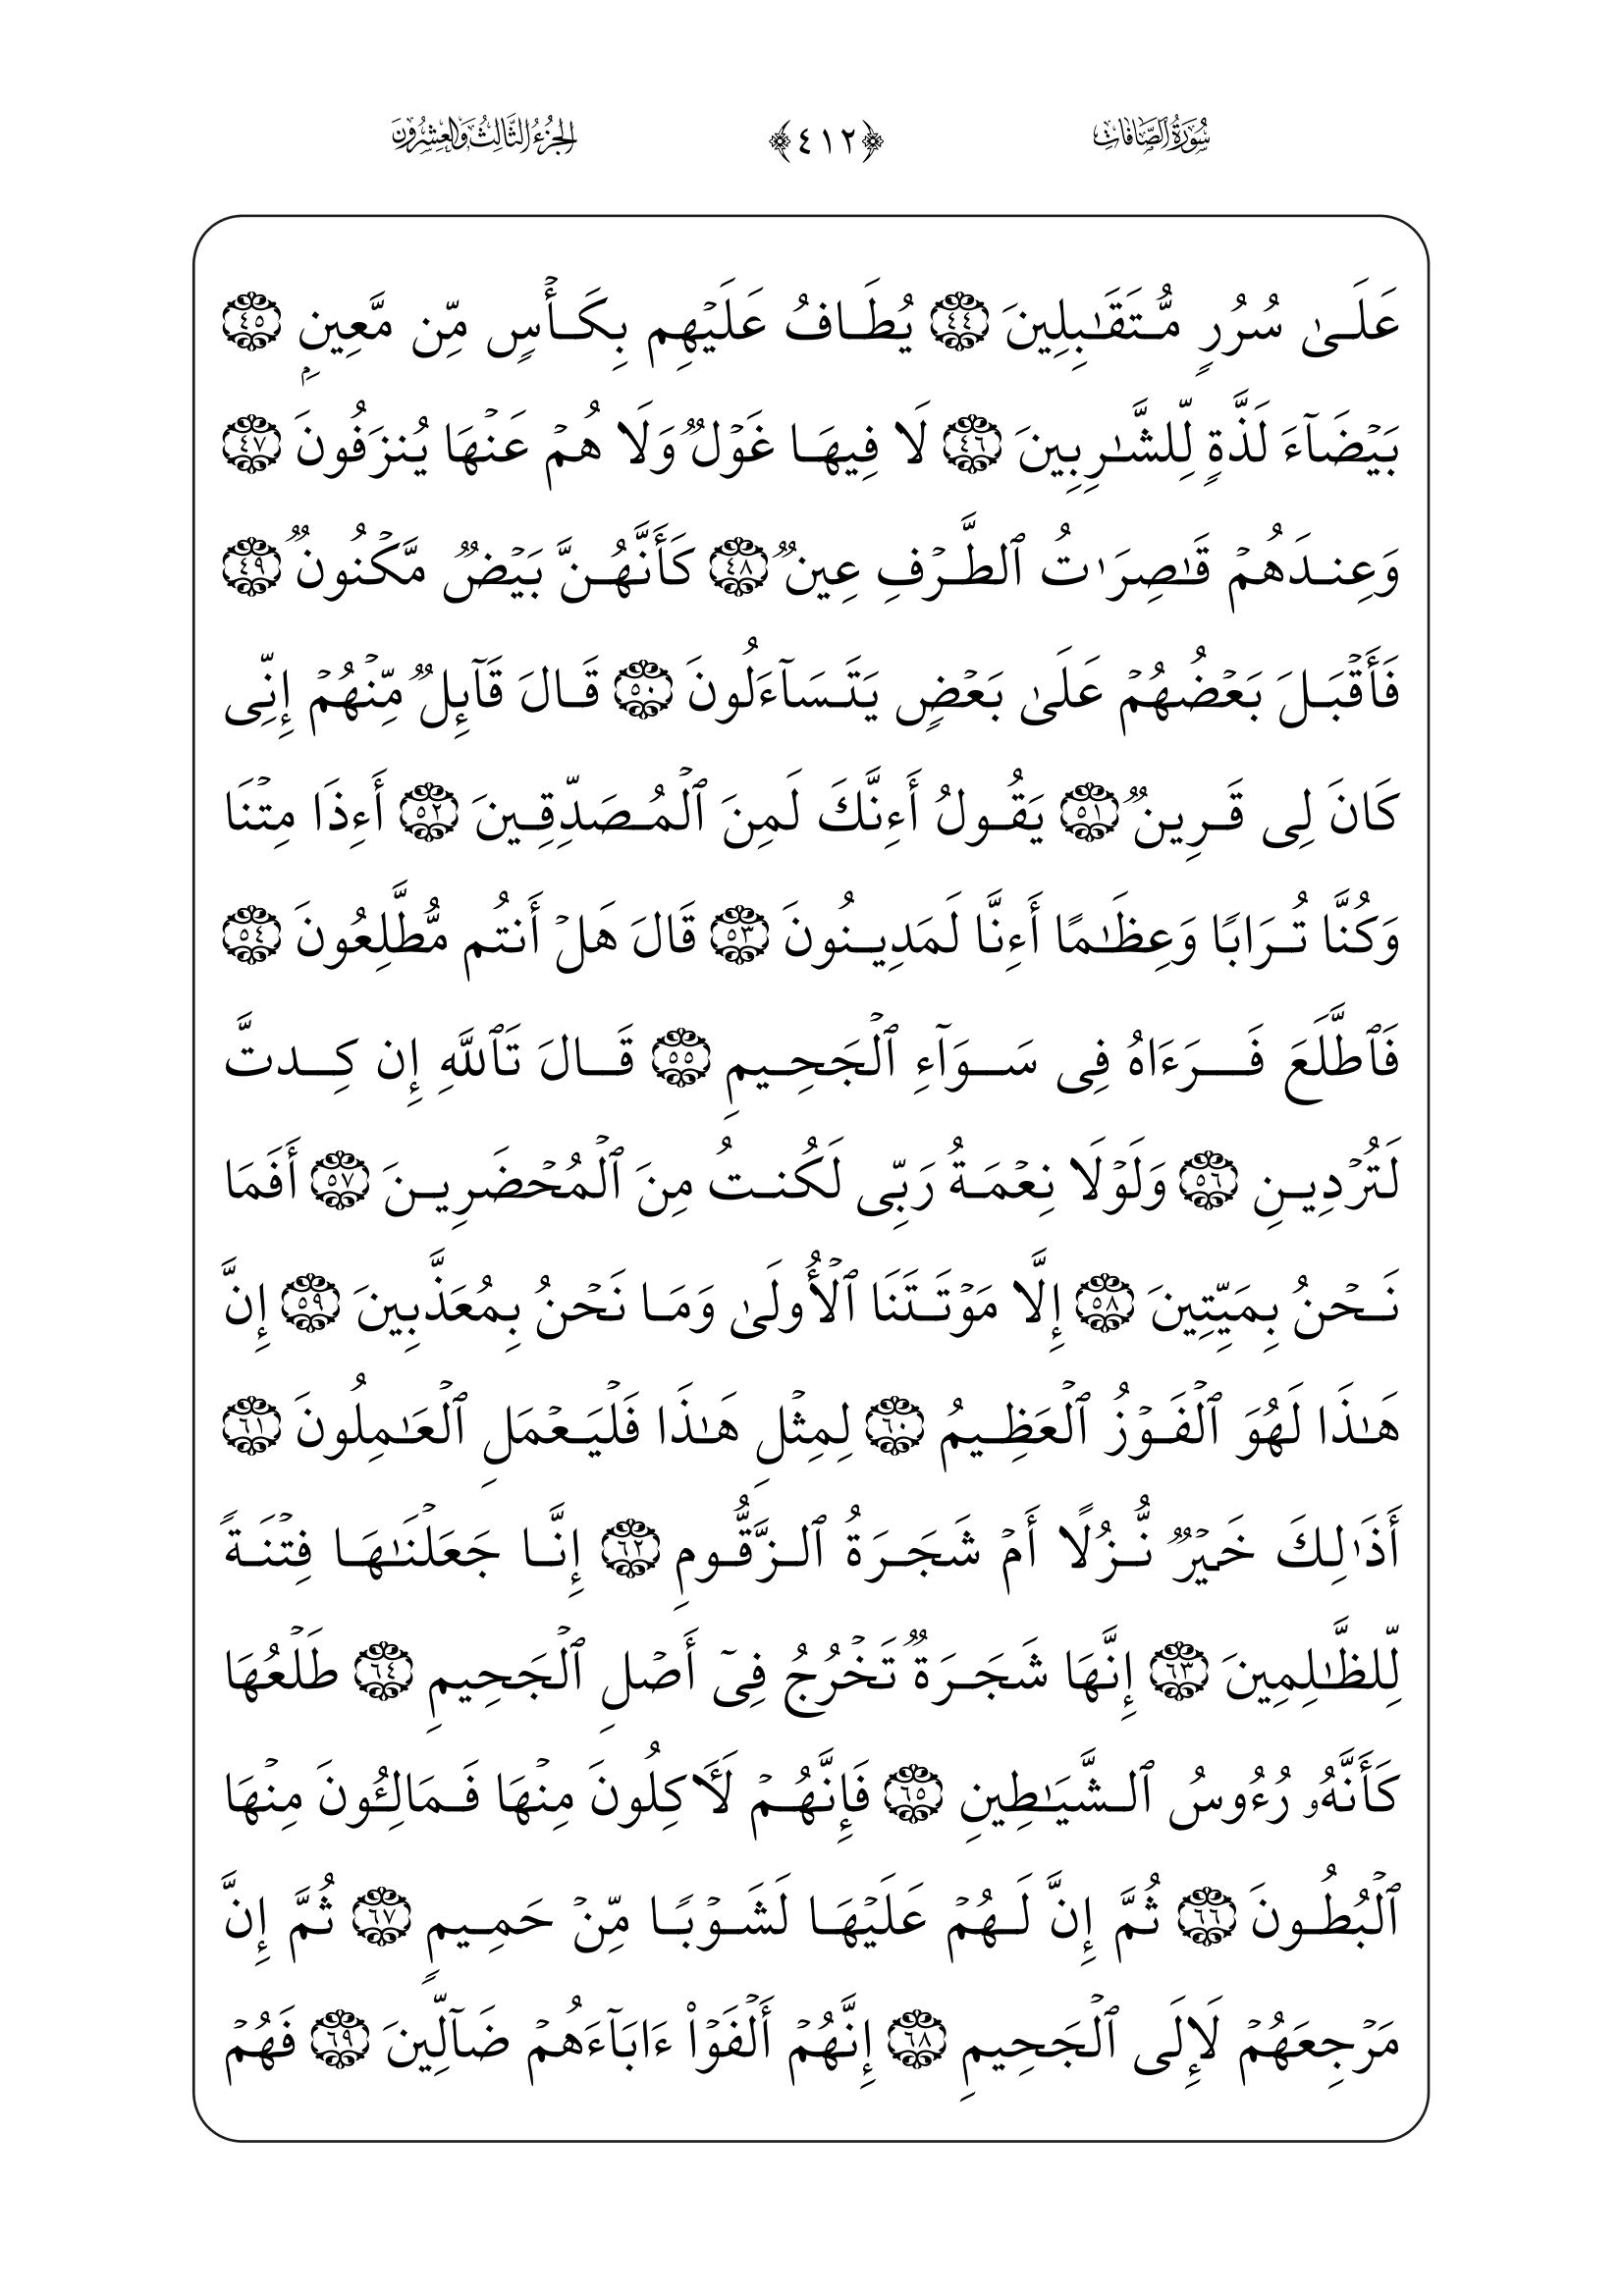 سُورَةُ ٱلصَّافَّاتِ ﴿٤١٢﴾ الجُزْءُ الثَّالِثُ وَالعِشْرُونَ
عَلَىٰ سُرُرٍ مُّتَقَٰبِلِينَ ٤٤ يُطَافُ عَلَيۡهِم بِكَأۡسٍ مِّن مَّعِينِۭ ٤٥
بَيۡضَآءَ لَذَّةٍ لِّلشَّٰرِبِينَ ٤٦ لَا فِيهَا غَوۡلٌ وَلَا هُمۡ عَنۡهَا يُنزَفُونَ ٤٧
وَعِندَهُمۡ قَٰصِرَٰتُ ٱلطَّرۡفِ عِينٌ ٤٨ كَأَنَّهُنَّ بَيۡضٌ مَّكۡنُونٌ ٤٩
فَأَقۡبَلَ بَعۡضُهُمۡ عَلَىٰ بَعۡضٍ يَتَسَآءَلُونَ ٥٠ قَالَ قَآئِلٌ مِّنۡهُمۡ إِنِّى
كَانَ لِى قَرِينٌ ٥١ يَقُولُ أَءِنَّكَ لَمِنَ ٱلۡمُصَدِّقِينَ ٥٢ أَءِذَا مِتۡنَا
وَكُنَّا تُرَابًا وَعِظَٰمًا أَءِنَّا لَمَدِينُونَ ٥٣ قَالَ هَلۡ أَنتُم مُّطَّلِعُونَ ٥٤
فَٱطَّلَعَ فَرَءَاهُ فِى سَوَآءِ ٱلۡجَحِيمِ ٥٥ قَالَ تَٱللَّهِ إِن كِدتَّ
لَتُرۡدِينِ ٥٦ وَلَوۡلَا نِعۡمَةُ رَبِّى لَكُنتُ مِنَ ٱلۡمُحۡضَرِينَ ٥٧ أَفَمَا
نَحۡنُ بِمَيِّتِينَ ٥٨ إِلَّا مَوۡتَتَنَا ٱلۡأُولَىٰ وَمَا نَحۡنُ بِمُعَذَّبِينَ ٥٩ إِنَّ
هَٰذَا لَهُوَ ٱلۡفَوۡزُ ٱلۡعَظِيمُ ٦٠ لِمِثۡلِ هَٰذَا فَلۡيَعۡمَلِ ٱلۡعَٰمِلُونَ ٦١
أَذَٰلِكَ خَيۡرٌ نُّزُلًا أَمۡ شَجَرَةُ ٱلزَّقُّومِ ٦٢ إِنَّا جَعَلۡنَٰهَا فِتۡنَةً
لِّلظَّٰلِمِينَ ٦٣ إِنَّهَا شَجَرَةٌ تَخۡرُجُ فِىٓ أَصۡلِ ٱلۡجَحِيمِ ٦٤ طَلۡعُهَا
كَأَنَّهُۥ رُءُوسُ ٱلشَّيَٰطِينِ ٦٥ فَإِنَّهُمۡ لَأٓكِلُونَ مِنۡهَا فَمَالِـُٔونَ مِنۡهَا
ٱلۡبُطُونَ ٦٦ ثُمَّ إِنَّ لَهُمۡ عَلَيۡهَا لَشَوۡبًا مِّنۡ حَمِيمٍ ٦٧ ثُمَّ إِنَّ
مَرۡجِعَهُمۡ لَإِلَى ٱلۡجَحِيمِ ٦٨ إِنَّهُمۡ أَلۡفَوۡاْ ءَابَآءَهُمۡ ضَآلِّينَ ٦٩ فَهُمۡ